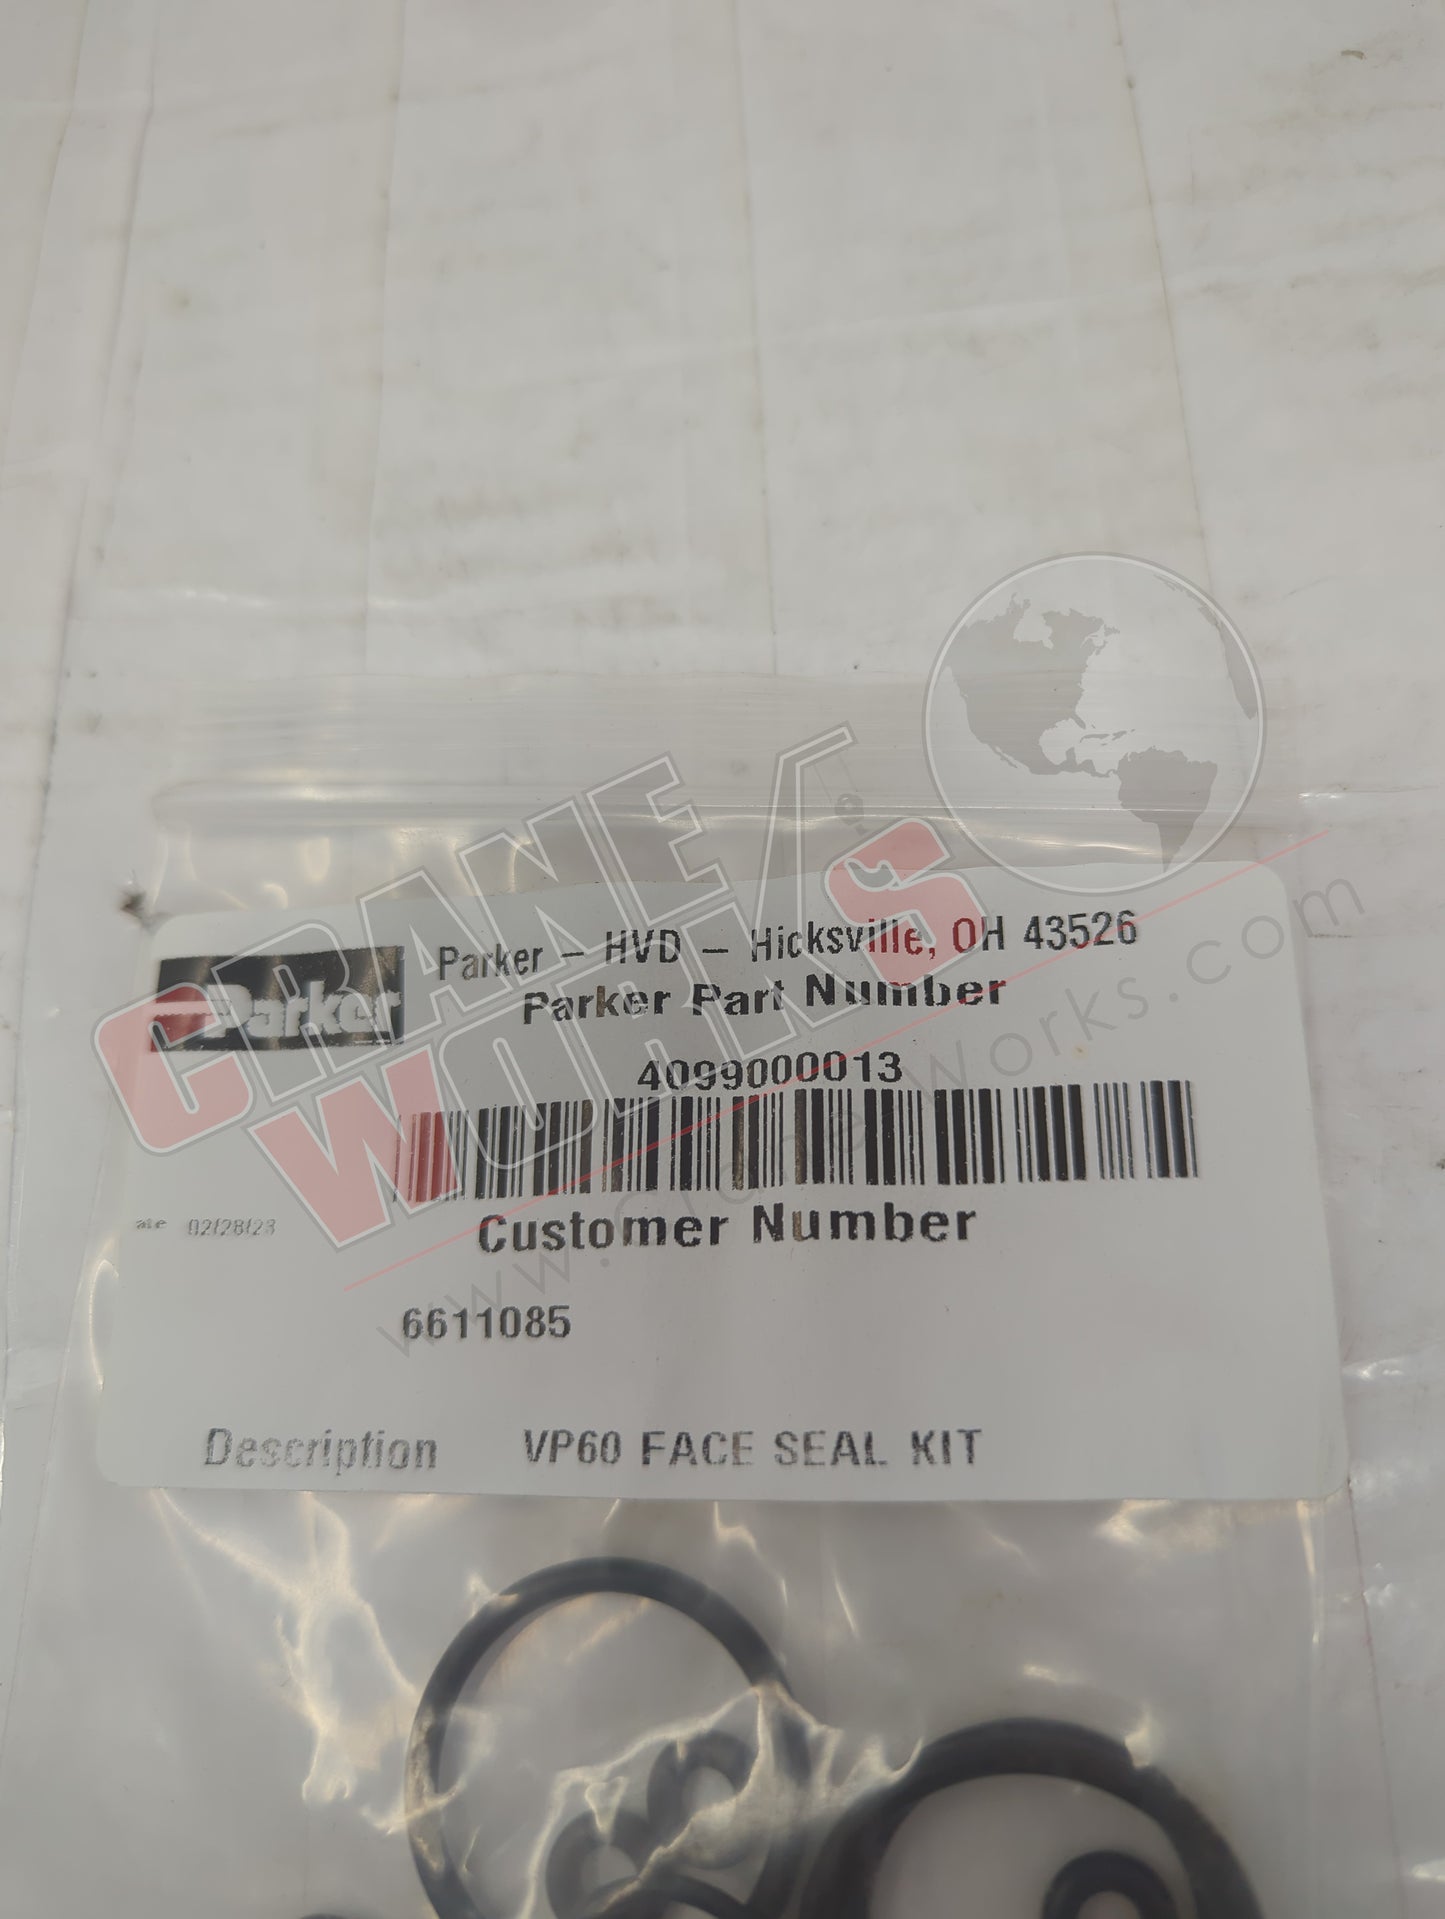 Parker
Parker - HVD - Hicksville, OH 43526
Parker Part Number
4099000013
ate 02/28/23
Customer Number
6611085
Description VP60 FACE SEAL KIT
CRANE
WORKS
www.craneworks.com